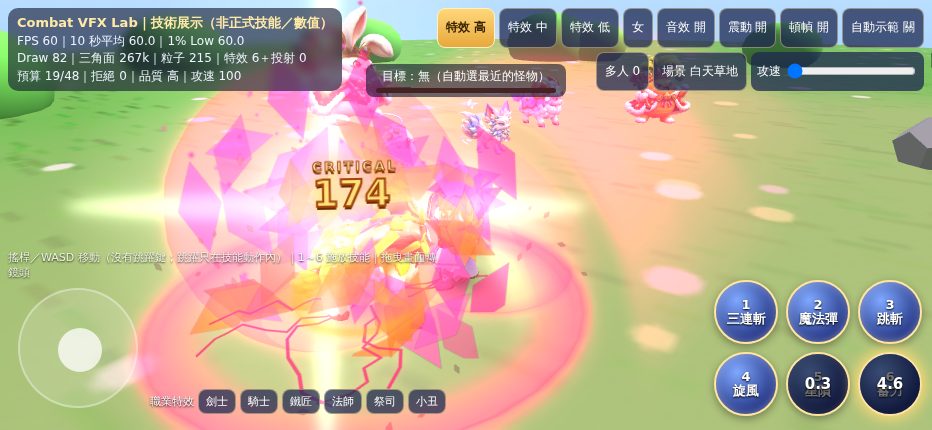 Combat VFX Lab｜技術展示（非正式技能／數值）
FPS 60｜10 秒平均 60.0｜1% Low 60.0
Draw 82｜三角面 267k｜粒子 215｜特效 6＋投射 0
預算 19/48｜拒絕 0｜品質 高｜攻速 100
特效 高
特效 中
特效 低
女
音效 開
震動 開
頓幀 開
自動示範 關
目標：無（自動選最近的怪物）
多人 0
場景 白天草地
攻速
CRITICAL
174
搖桿／WASD 移動（沒有跳躍鍵；跳躍只在技能動作內）｜1～6 施放技能｜拖曳畫面轉
鏡頭
1
三連斬
2
魔法彈
3
跳斬
4
旋風
0.3
4.6
職業特效
劍士
騎士
鐵匠
法師
祭司
小丑